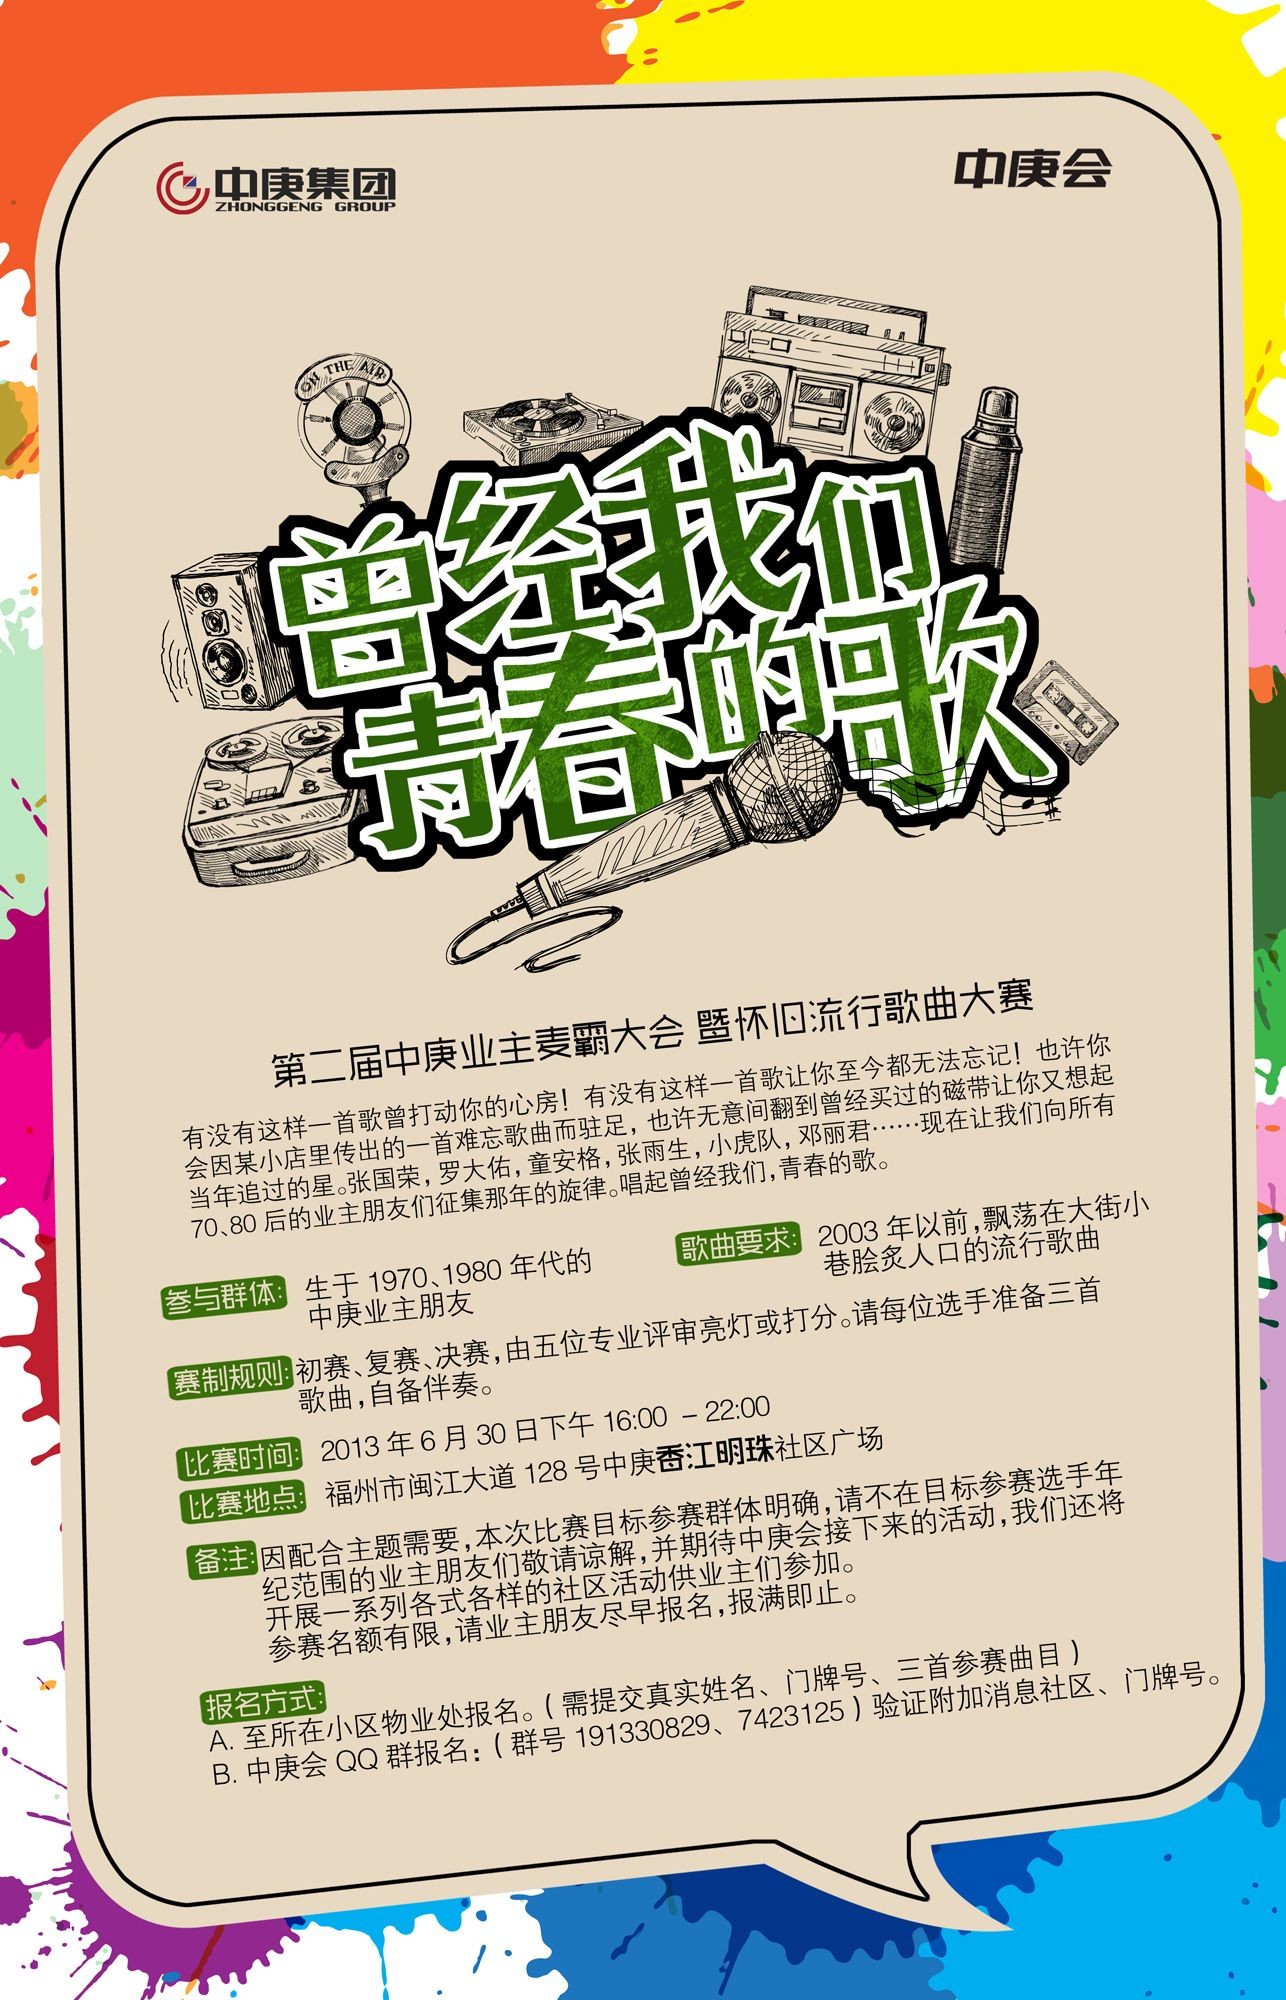 中庚集团
ZHONGGENG GROUP
中庚会
ON THE AIR
曾经我们
青春的歌
第二届中庚业主麦霸大会 暨怀旧流行歌曲大赛
有没有这样一首歌曾打动你的心房！有没有这样一首歌让你至今都无法忘记！也许你
会因某小店里传出的一首难忘歌曲而驻足，也许无意间翻到曾经买过的磁带让你又想起
当年追过的星。张国荣，罗大佑，童安格，张雨生，小虎队，邓丽君……现在让我们向所有
70、80后的业主朋友们征集那年的旋律。唱起曾经我们，青春的歌。
参与群体：生于1970、1980年代的
中庚业主朋友
歌曲要求：2003年以前，飘荡在大街小
巷脍炙人口的流行歌曲
赛制规则：初赛、复赛、决赛，由五位专业评审亮灯或打分。请每位选手准备三首
歌曲，自备伴奏。
比赛时间：2013年6月30日下午16:00 -22:00
比赛地点：福州市闽江大道128号中庚香江明珠社区广场
备注：因配合主题需要，本次比赛目标参赛群体明确，请不在目标参赛选手年
纪范围的业主朋友们敬请谅解，并期待中庚会接下来的活动，我们还将
开展一系列各式各样的社区活动供业主们参加。
参赛名额有限，请业主朋友尽早报名，报满即止。
报名方式：
A. 至所在小区物业处报名。（需提交真实姓名、门牌号、三首参赛曲目）
B. 中庚会QQ群报名：（群号191330829、7423125）验证附加消息社区、门牌号。